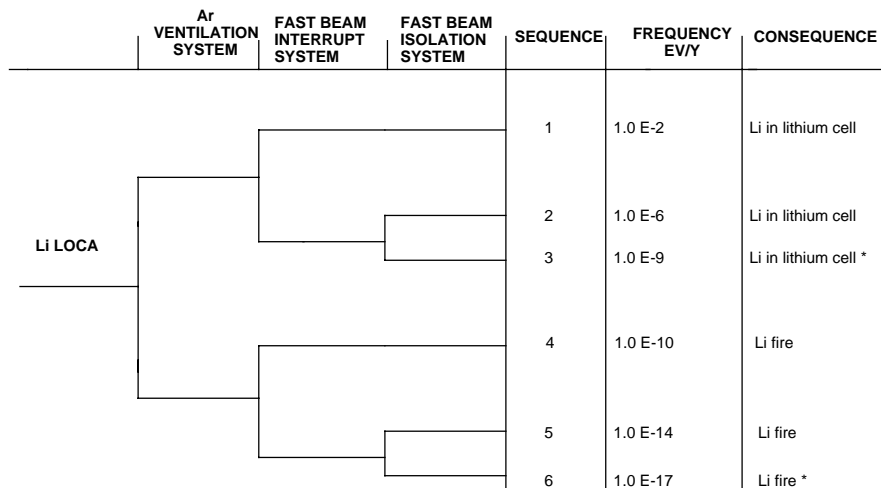 Ar
VENTILATION
SYSTEM
FAST BEAM
INTERRUPT
SYSTEM
FAST BEAM
ISOLATION
SYSTEM
SEQUENCE
FREQUENCY
EV/Y
CONSEQUENCE
Li LOCA
1 1.0 E-2 Li in lithium cell
2 1.0 E-6 Li in lithium cell
3 1.0 E-9 Li in lithium cell *
4 1.0 E-10 Li fire
5 1.0 E-14 Li fire
6 1.0 E-17 Li fire *